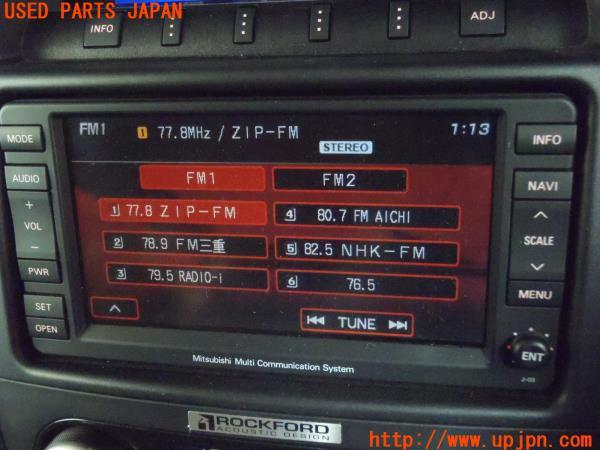 USED PARTS JAPAN
INFO
ADJ
FM1 1 77.8MHz / ZIP-FM 1:13
STEREO
MODE
AUDIO
+
VOL
-
PWR
SET
OPEN
FM1 FM2
1 77.8 ZIP-FM
4 80.7 FM AICHI
2 78.9 FM三重
5 82.5 NHK-FM
3 79.5 RADIO-i
6 76.5
TUNE
INFO
NAVI
SCALE
MENU
ENT
J-03
Mitsubishi Multi Communication System
ROCKFORD
ACOUSTIC DESIGN
http://www.upjpn.com/